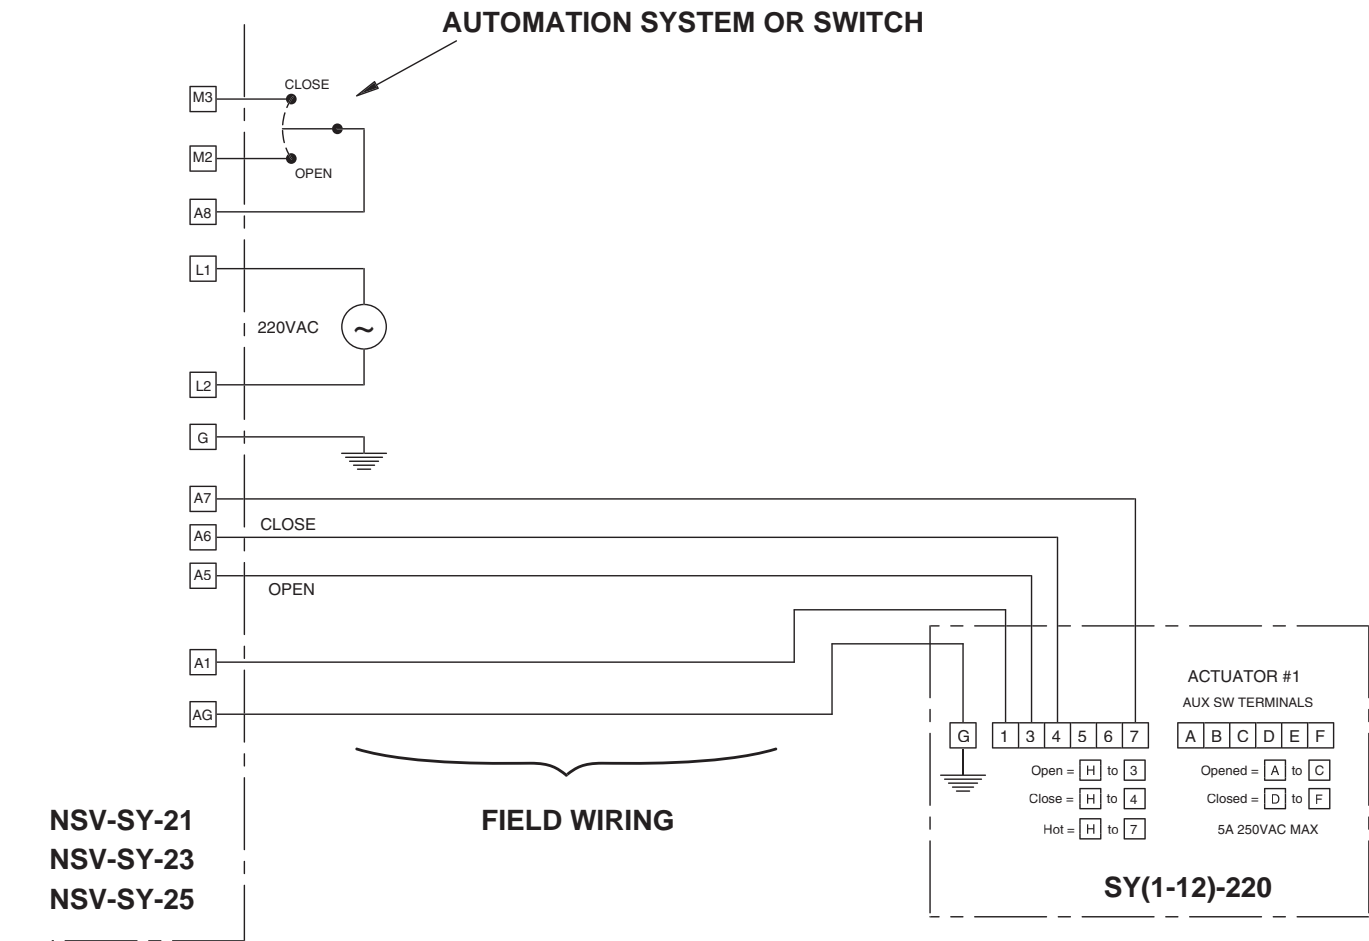 AUTOMATION SYSTEM OR SWITCH
CLOSE
M3
M2
OPEN
A8
L1
220VAC
~
L2
G
A7
CLOSE
A6
A5
OPEN
A1
AG
ACTUATOR #1
AUX SW TERMINALS
G 1 3 4 5 6 7 A B C D E F
Open = H to 3
Close = H to 4
Hot = H to 7
Opened = A to C
Closed = D to F
5A 250VAC MAX
SY(1-12)-220
FIELD WIRING
NSV-SY-21
NSV-SY-23
NSV-SY-25